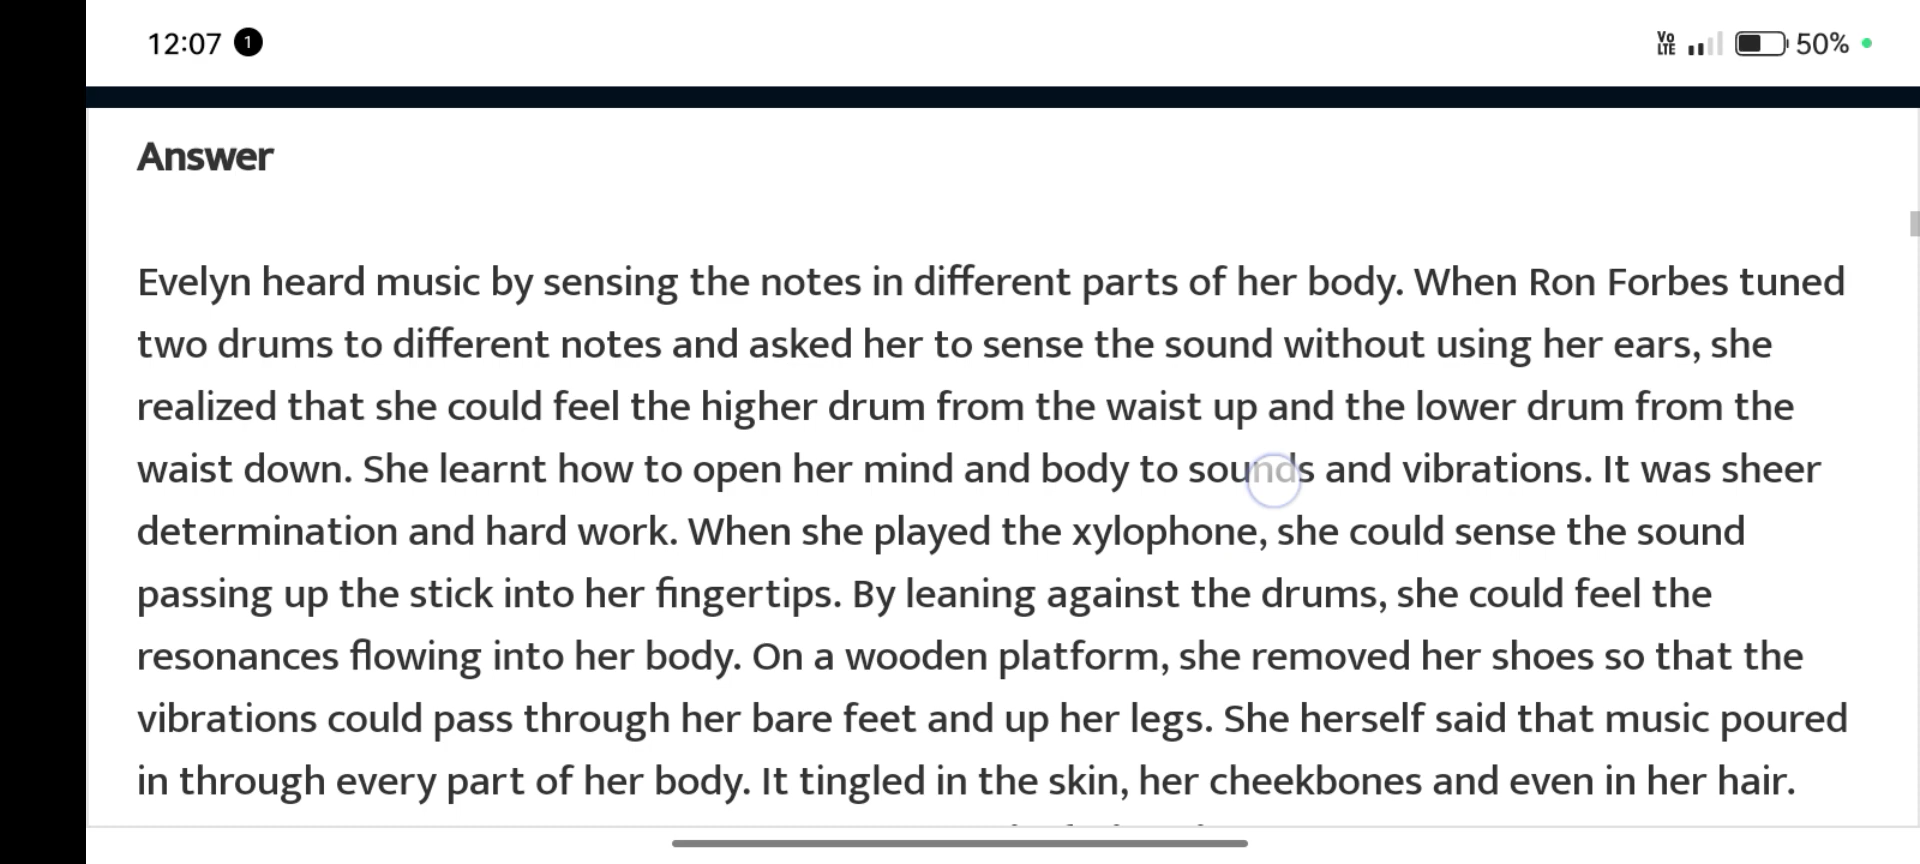 12:07 1 Vo LTE 50%
Answer
Evelyn heard music by sensing the notes in different parts of her body. When Ron Forbes tuned
two drums to different notes and asked her to sense the sound without using her ears, she
realized that she could feel the higher drum from the waist up and the lower drum from the
waist down. She learnt how to open her mind and body to sounds and vibrations. It was sheer
determination and hard work. When she played the xylophone, she could sense the sound
passing up the stick into her fingertips. By leaning against the drums, she could feel the
resonances flowing into her body. On a wooden platform, she removed her shoes so that the
vibrations could pass through her bare feet and up her legs. She herself said that music poured
in through every part of her body. It tingled in the skin, her cheekbones and even in her hair.